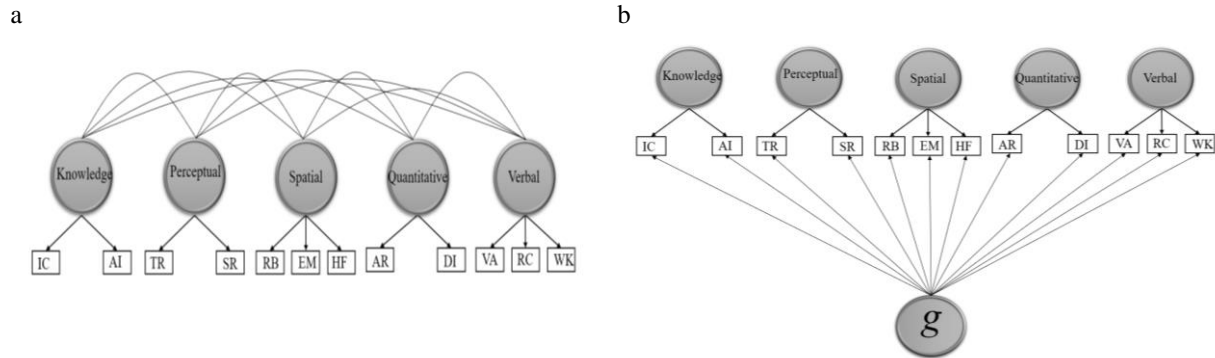 a
Knowledge Perceptual Spatial Quantitative Verbal
IC AI TR SR RB EM HF AR DI VA RC WK
b
Knowledge Perceptual Spatial Quantitative Verbal
IC AI TR SR RB EM HF AR DI VA RC WK
g